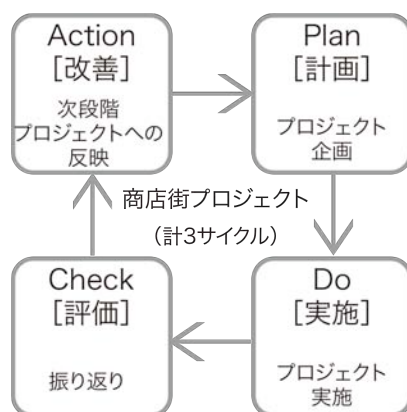 Action
[改善]
次段階
プロジェクトへの
反映
Plan
[計画]
プロジェクト
企画
商店街プロジェクト
（計3サイクル）
Check
[評価]
振り返り
Do
[実施]
プロジェクト
実施